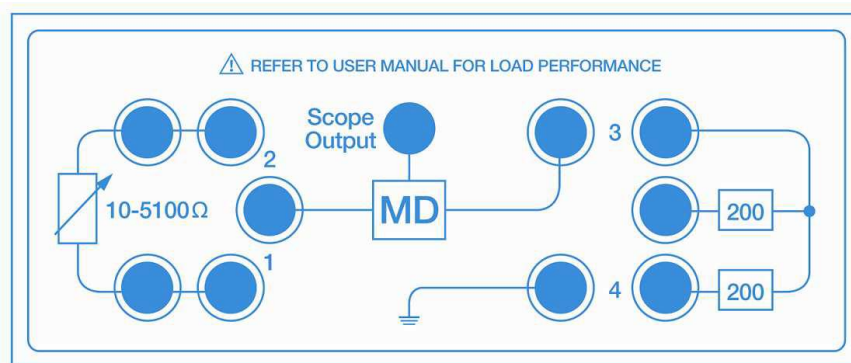 ⚠ REFER TO USER MANUAL FOR LOAD PERFORMANCE
Scope
Output
2
3
10-5100Ω
MD
200
1
4
200